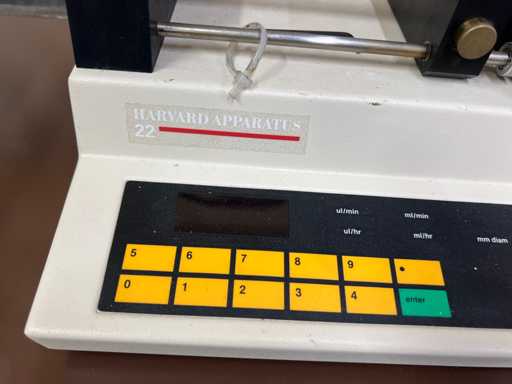 HARVARD APPARATUS
22
ul/min
ml/min
ul/hr
ml/hr
mm diam
5 6 7 8 9 .
0 1 2 3 4 enter